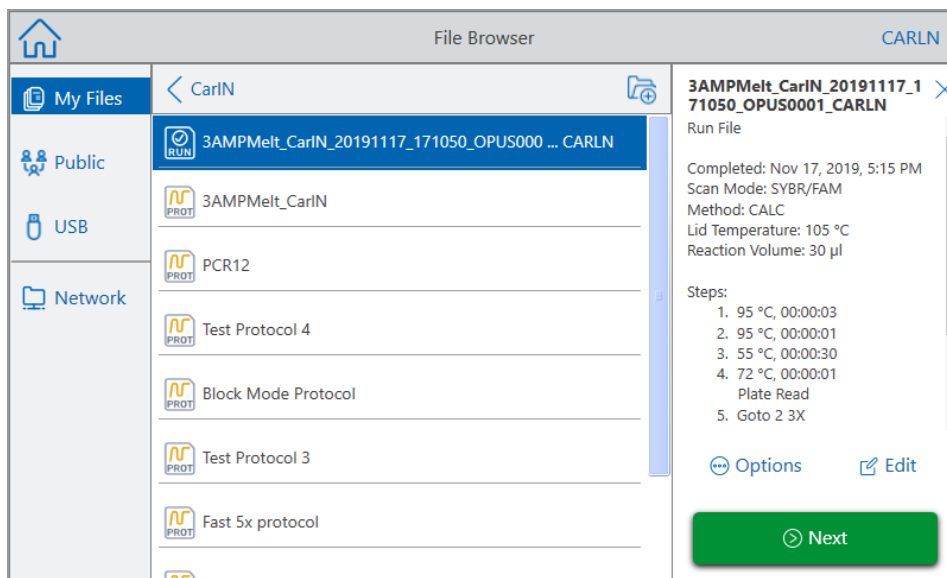 File Browser
CARLN
My Files
Public
USB
Network
CarlN
RUN
3AMPMelt_CarIN_20191117_171050_OPUS000 ... CARLN
PROT
3AMPMelt_CarIN
PROT
PCR12
PROT
Test Protocol 4
PROT
Block Mode Protocol
PROT
Test Protocol 3
PROT
Fast 5x protocol
3AMPMelt_CarIN_20191117_1
71050_OPUS0001_CARLN
Run File
Completed: Nov 17, 2019, 5:15 PM
Scan Mode: SYBR/FAM
Method: CALC
Lid Temperature: 105 °C
Reaction Volume: 30 µl
Steps:
1. 95 °C, 00:00:03
2. 95 °C, 00:00:01
3. 55 °C, 00:00:30
4. 72 °C, 00:00:01
Plate Read
5. Goto 2 3X
Options
Edit
Next